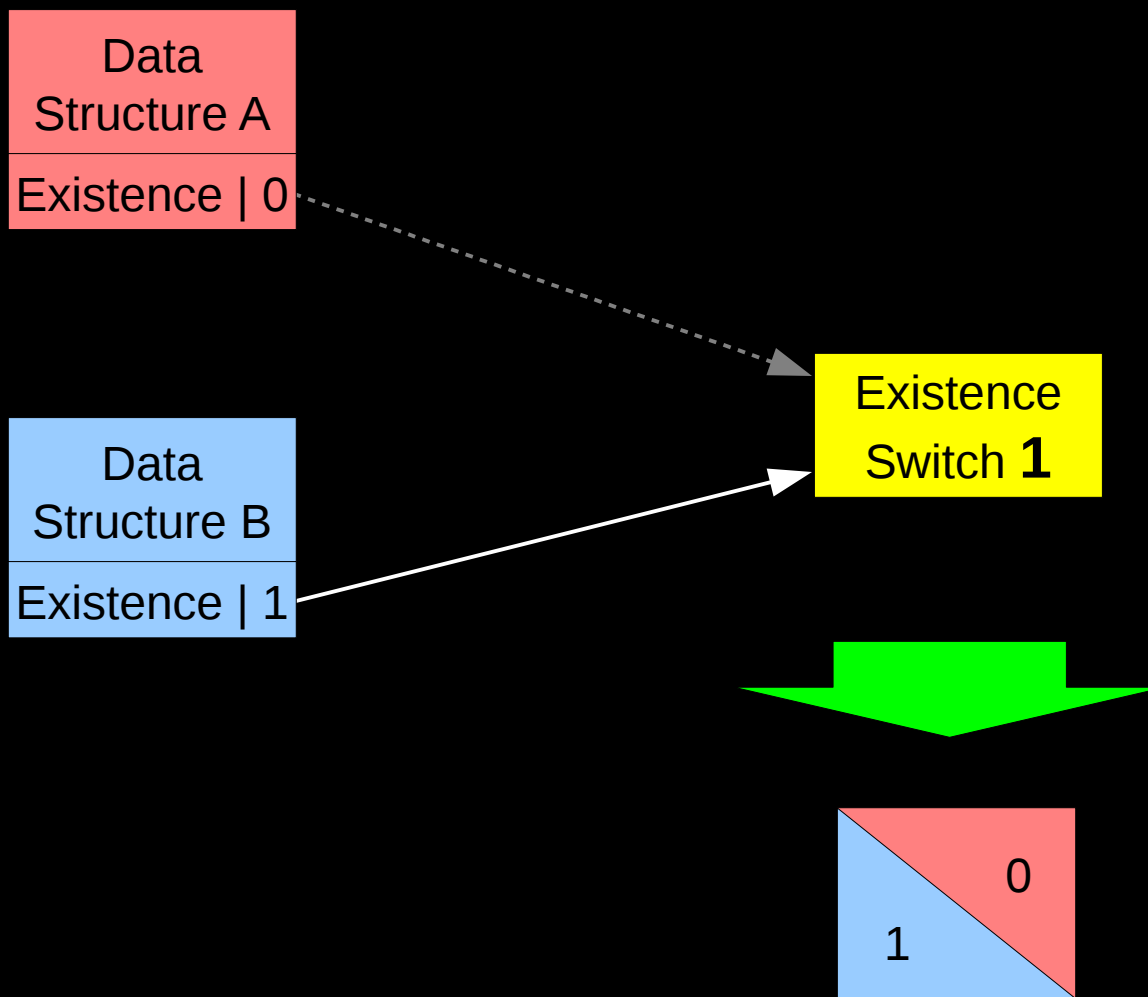 Data
Structure A
Existence | 0
Existence
Switch 1
Data
Structure B
Existence | 1
0
1